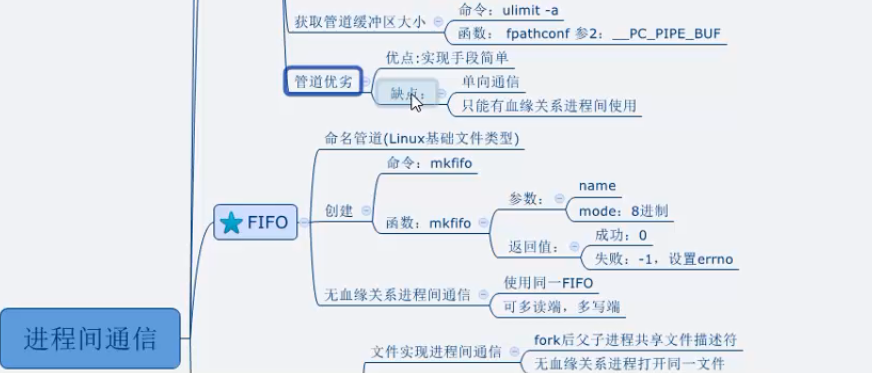 获取管道缓冲区大小
命令：ulimit -a
函数： fpathconf 参2：__PC_PIPE_BUF
管道优劣
优点:实现手段简单
缺点：
单向通信
只能有血缘关系进程间使用
FIFO
命名管道(Linux基础文件类型)
创建
命令：mkfifo
函数：mkfifo
参数：
name
mode：8进制
返回值：
成功：0
失败：-1，设置errno
无血缘关系进程间通信
使用同一FIFO
可多读端，多写端
进程间通信
文件实现进程间通信
fork后父子进程共享文件描述符
无血缘关系进程打开同一文件